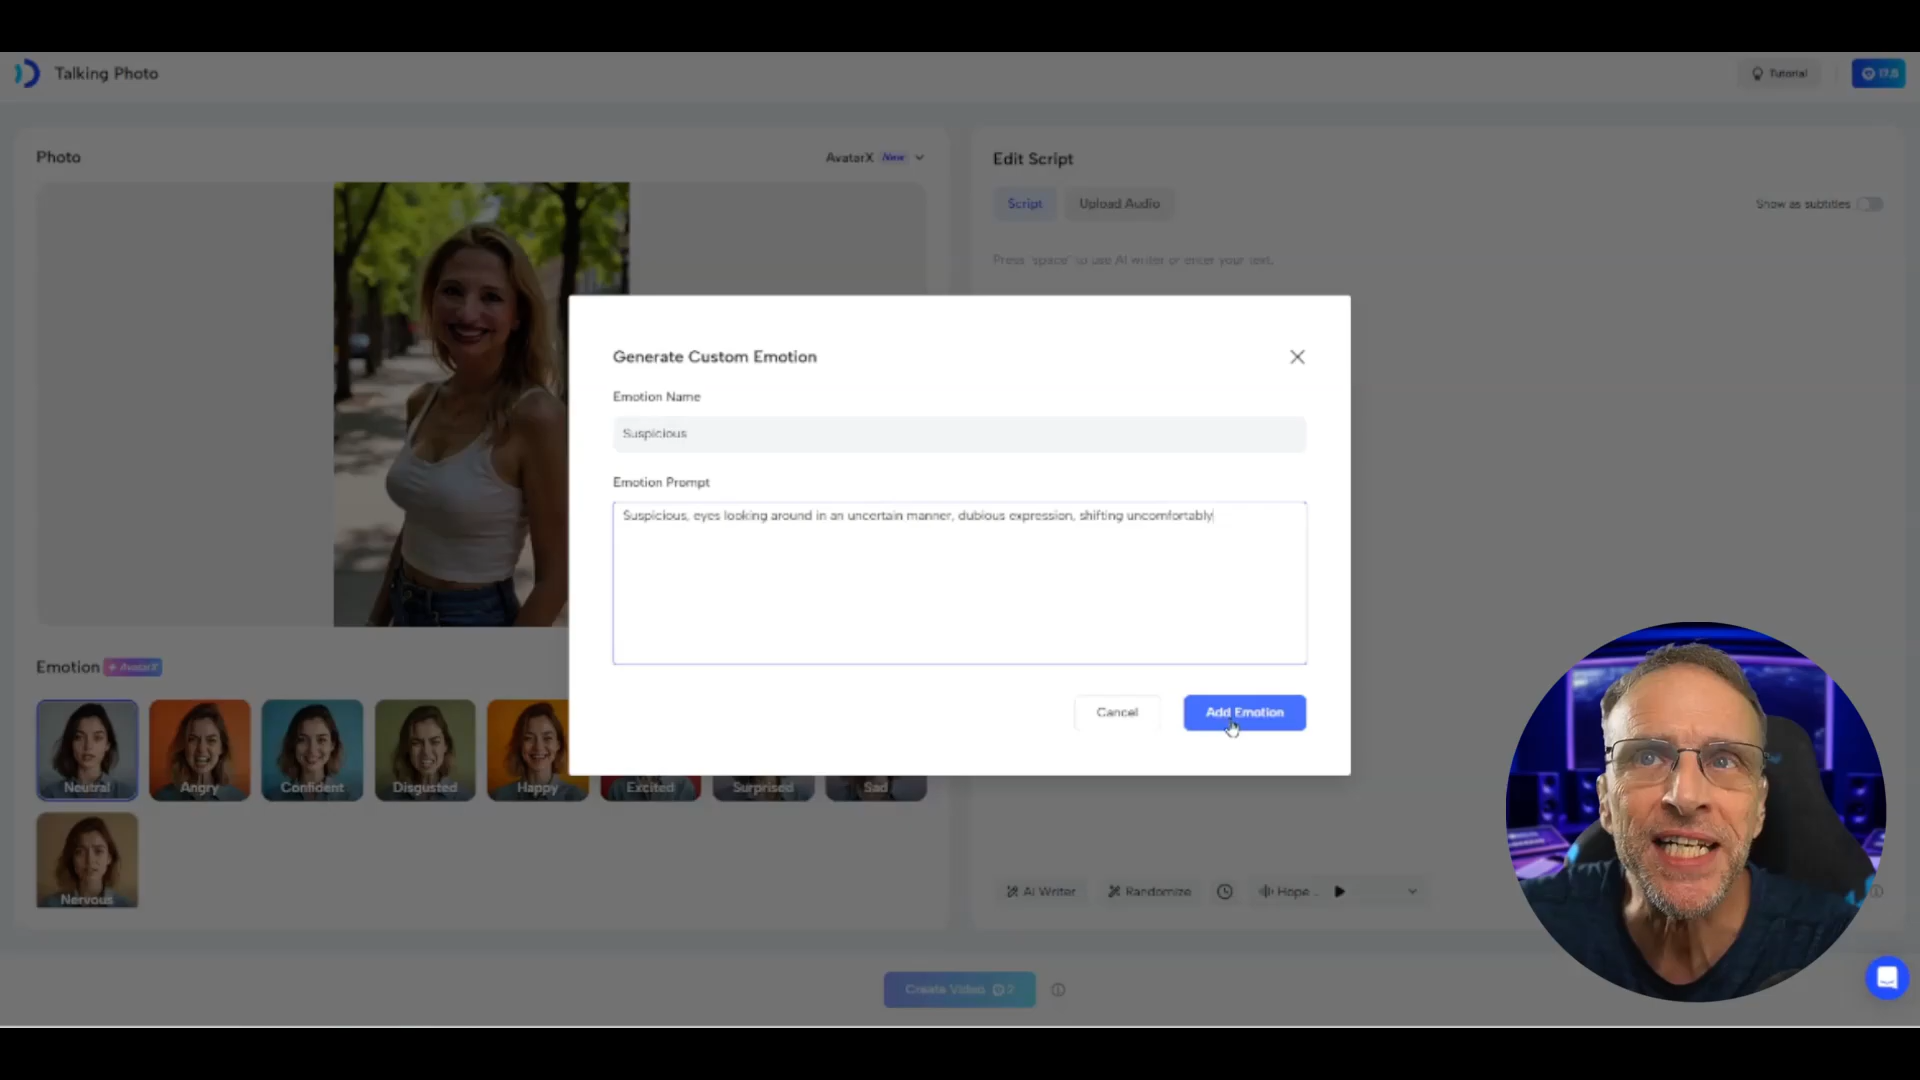 Talking Photo
Tutorial
17.5
Photo
AvatarX New
Edit Script
Script
Upload Audio
Show as subtitles
Press "space" to use AI writer or enter your text.
Generate Custom Emotion
Emotion Name
Suspicious
Emotion Prompt
Suspicious, eyes looking around in an uncertain manner, dubious expression, shifting uncomfortably
Cancel
Add Emotion
Emotion
AvatarX
Neutral
Angry
Confident
Disgusted
Happy
Excited
Surprised
Sad
Nervous
AI Writer
Randomize
Hope ..
Create Video 2